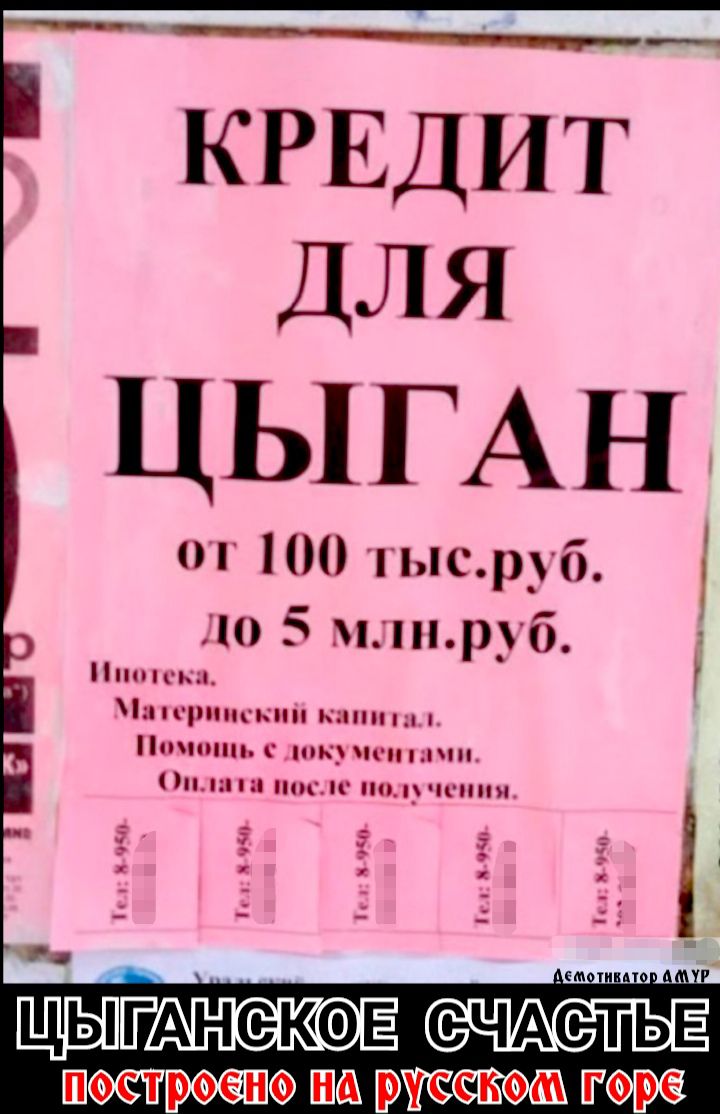 КРЕДИТ
ДЛЯ
ЦЫГАН
от 100 тыс.руб.
до 5 млн.руб.
Ипотека.
Материнский капитал.
Помощь с документами.
Оплата после получения.
Тел: 8-950-
Тел: 8-950-
Тел: 8-950-
Тел: 8-950-
Тел: 8-950-
Демотиватор АМУР
ЦЫГАНСКОЕ СЧАСТЬЕ
построено на русском горе